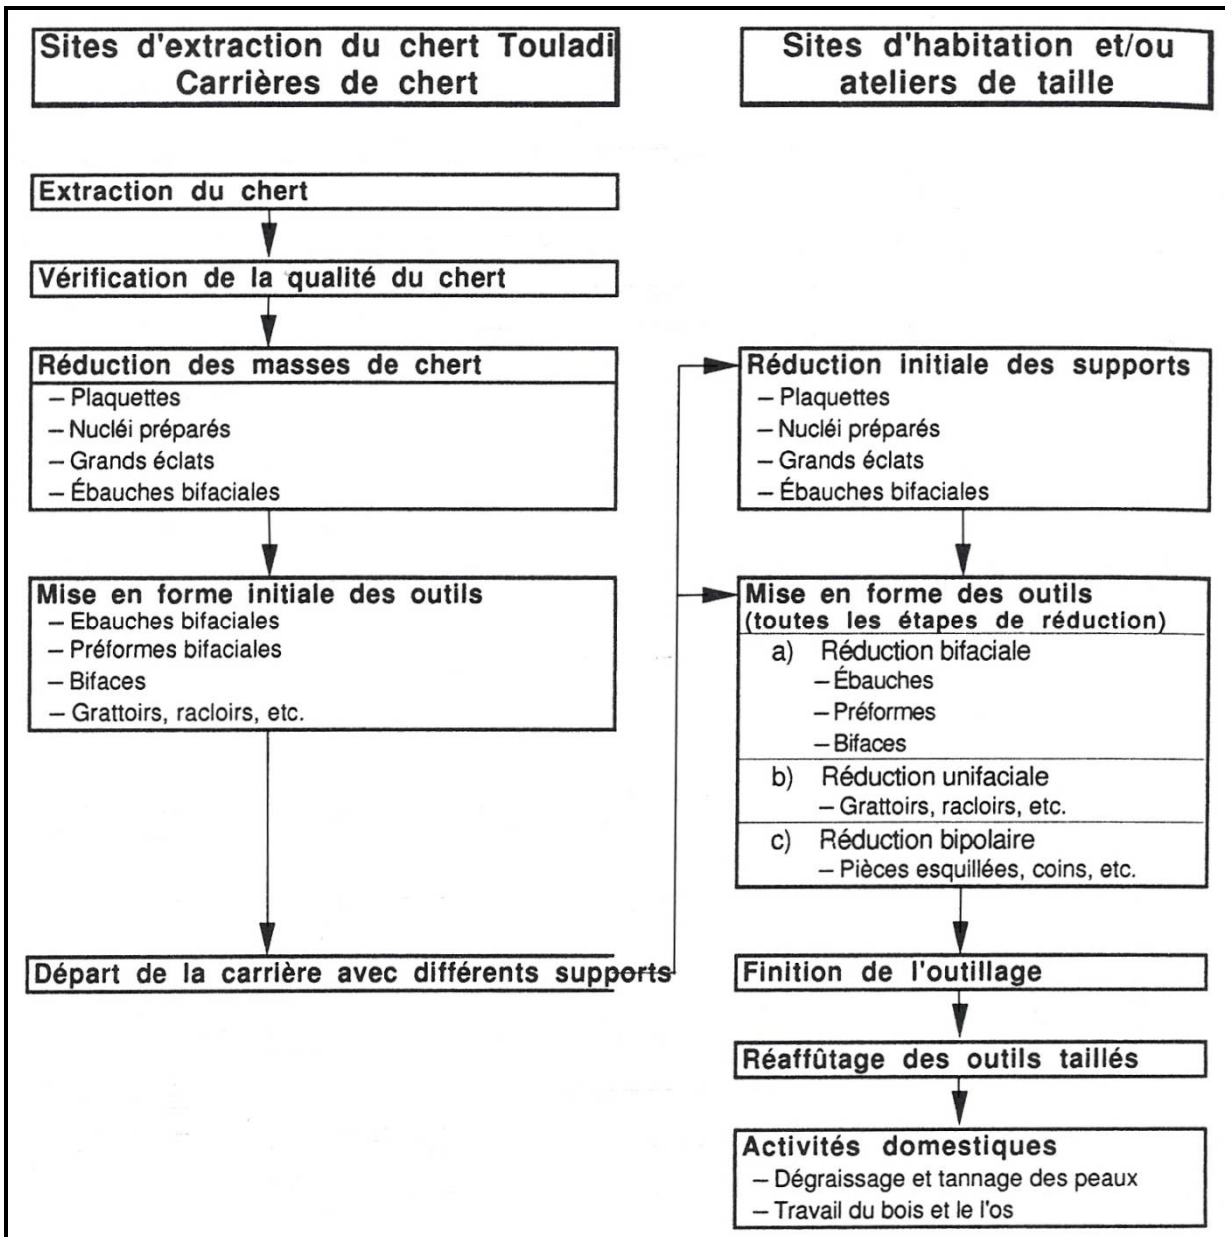 Sites d'extraction du chert Touladi
Carrières de chert
Extraction du chert
Vérification de la qualité du chert
Réduction des masses de chert
– Plaquettes
– Nucléi préparés
– Grands éclats
– Ébauches bifaciales
Mise en forme initiale des outils
– Ebauches bifaciales
– Préformes bifaciales
– Bifaces
– Grattoirs, racloirs, etc.
Départ de la carrière avec différents supports
Sites d'habitation et/ou
ateliers de taille
Réduction initiale des supports
– Plaquettes
– Nucléi préparés
– Grands éclats
– Ébauches bifaciales
Mise en forme des outils
(toutes les étapes de réduction)
a) Réduction bifaciale
– Ébauches
– Préformes
– Bifaces
b) Réduction unifaciale
– Grattoirs, racloirs, etc.
c) Réduction bipolaire
– Pièces esquillées, coins, etc.
Finition de l'outillage
Réaffûtage des outils taillés
Activités domestiques
– Dégraissage et tannage des peaux
– Travail du bois et le l'os